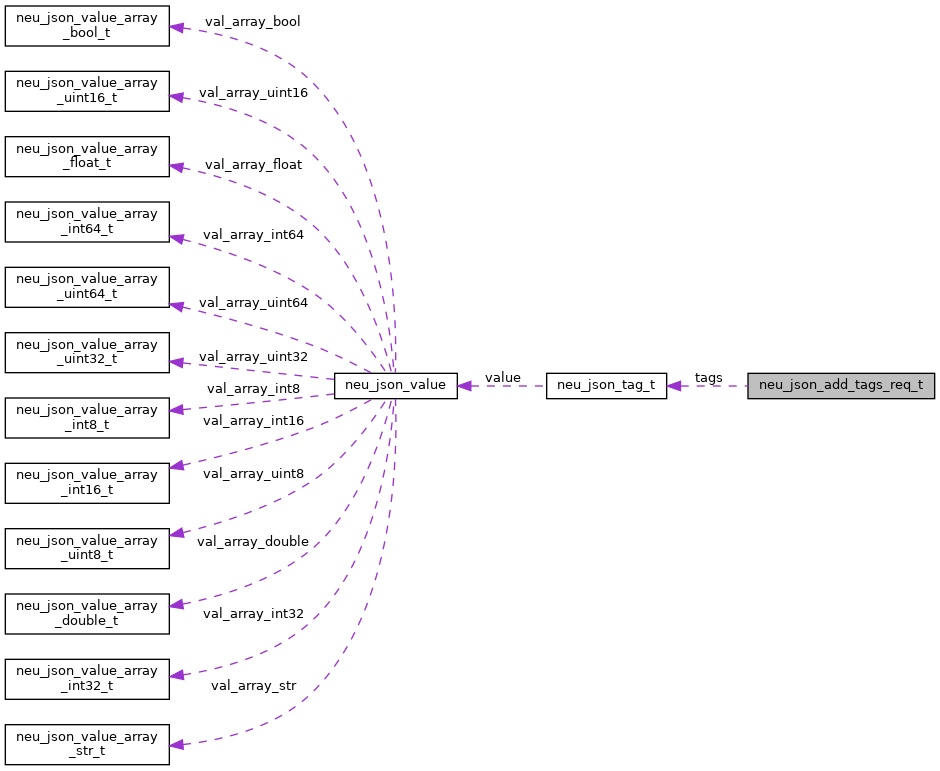 neu_json_value_array
_bool_t
val_array_bool
neu_json_value_array
_uint16_t
val_array_uint16
neu_json_value_array
_float_t
val_array_float
neu_json_value_array
_int64_t
val_array_int64
neu_json_value_array
_uint64_t
val_array_uint64
neu_json_value_array
_uint32_t
val_array_uint32
neu_json_value
value
neu_json_tag_t
tags
neu_json_add_tags_req_t
neu_json_value_array
_int8_t
val_array_int8
neu_json_value_array
_int16_t
val_array_int16
neu_json_value_array
_uint8_t
val_array_uint8
neu_json_value_array
_double_t
val_array_double
neu_json_value_array
_int32_t
val_array_int32
neu_json_value_array
_str_t
val_array_str